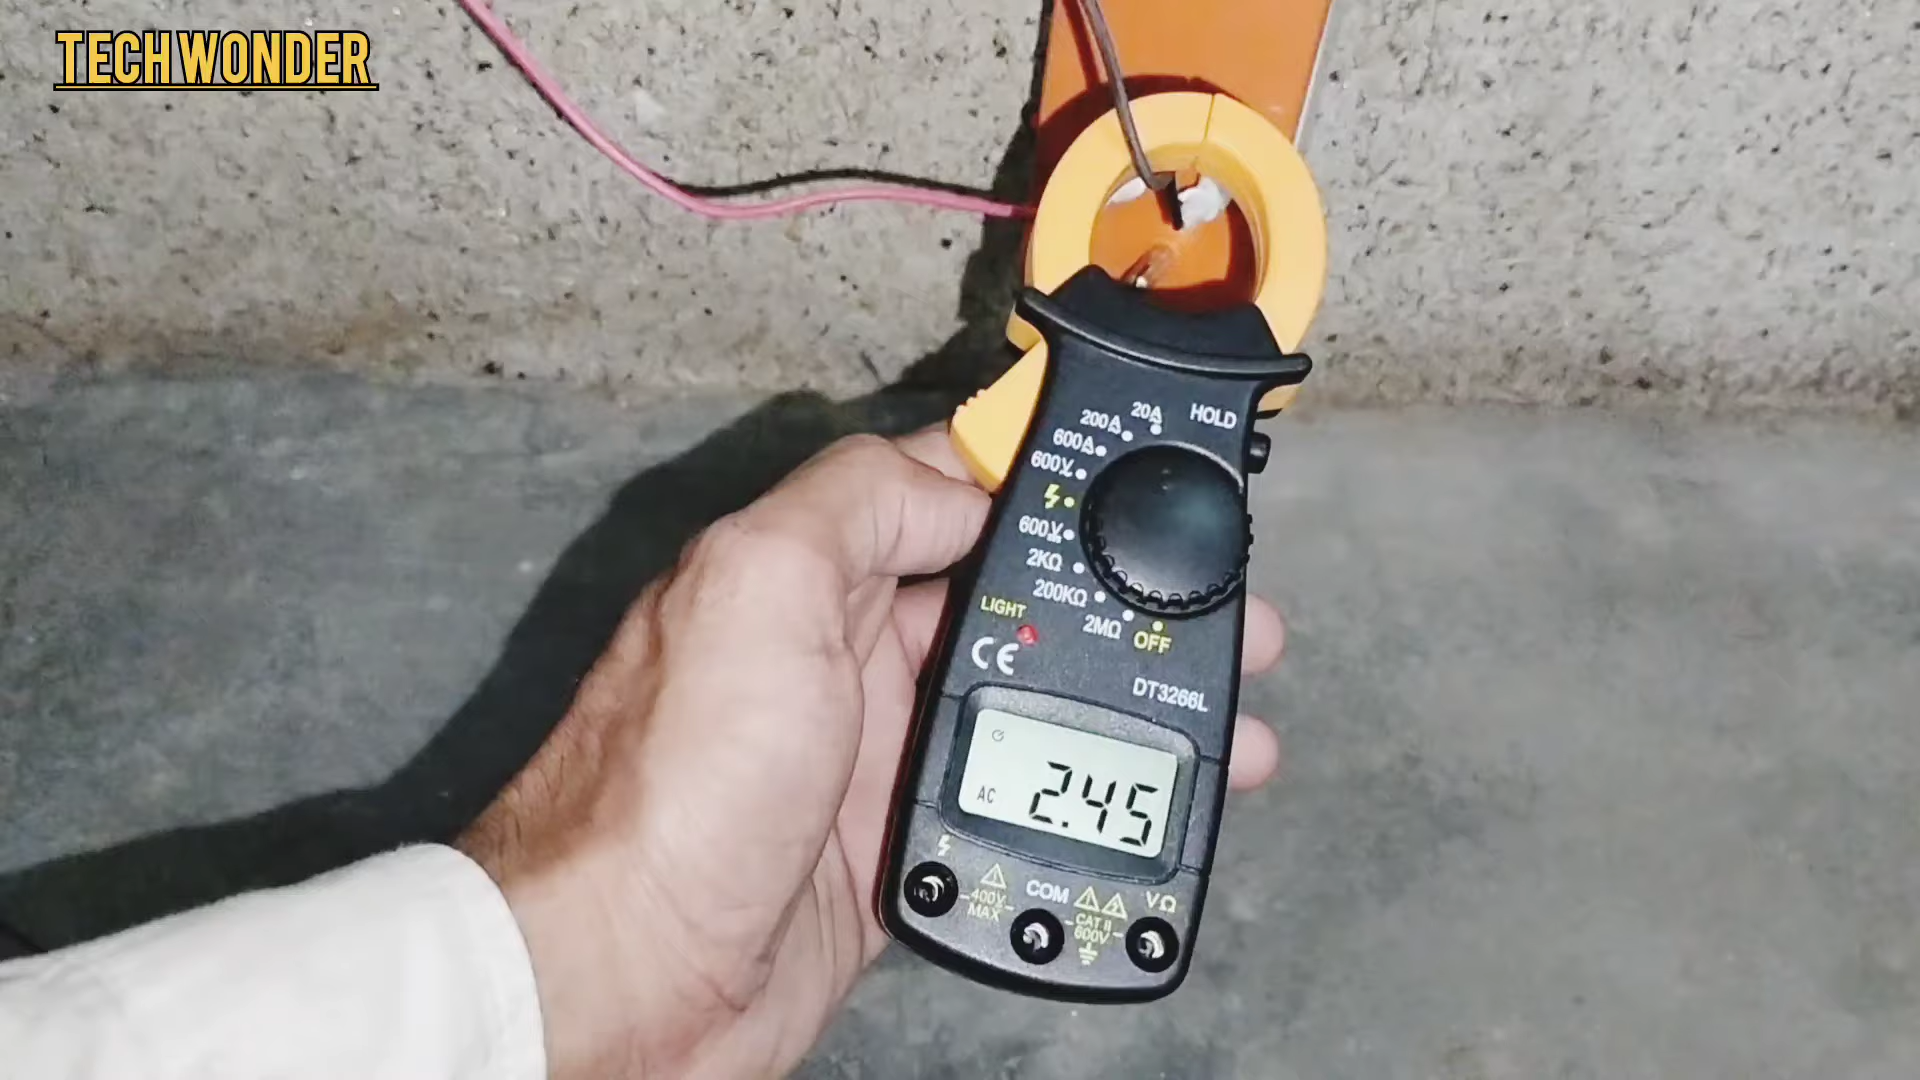 TECH WONDER
20A
HOLD
200A
600A
600V
600V
2KΩ
200KΩ
LIGHT
2MΩ
OFF
CE
DT3266L
AC
2.45
400V
MAX
COM
CAT II
600V
VΩ